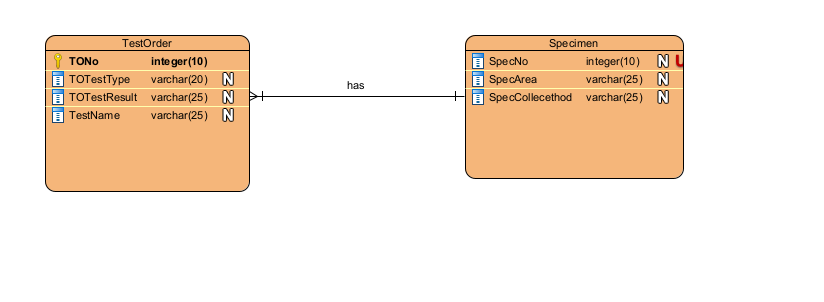 TestOrder
TONo integer(10)
TOTestType varchar(20) N
TOTestResult varchar(25) N
TestName varchar(25) N
has
Specimen
SpecNo integer(10) N U
SpecArea varchar(25) N
SpecCollecethod varchar(25) N